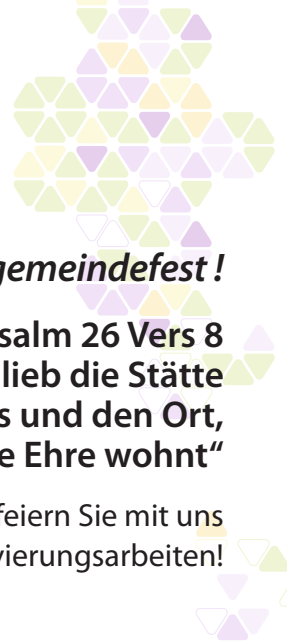 gemeindefest !
salm 26 Vers 8
lieb die Stätte
s und den Ort,
e Ehre wohnt“
feiern Sie mit uns
vierungsarbeiten!